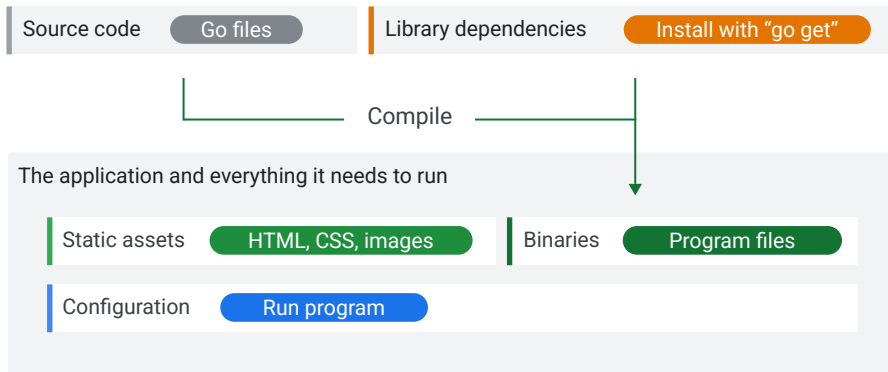 Source code Go files Library dependencies Install with “go get”
Compile
The application and everything it needs to run
Static assets HTML, CSS, images Binaries Program files
Configuration Run program